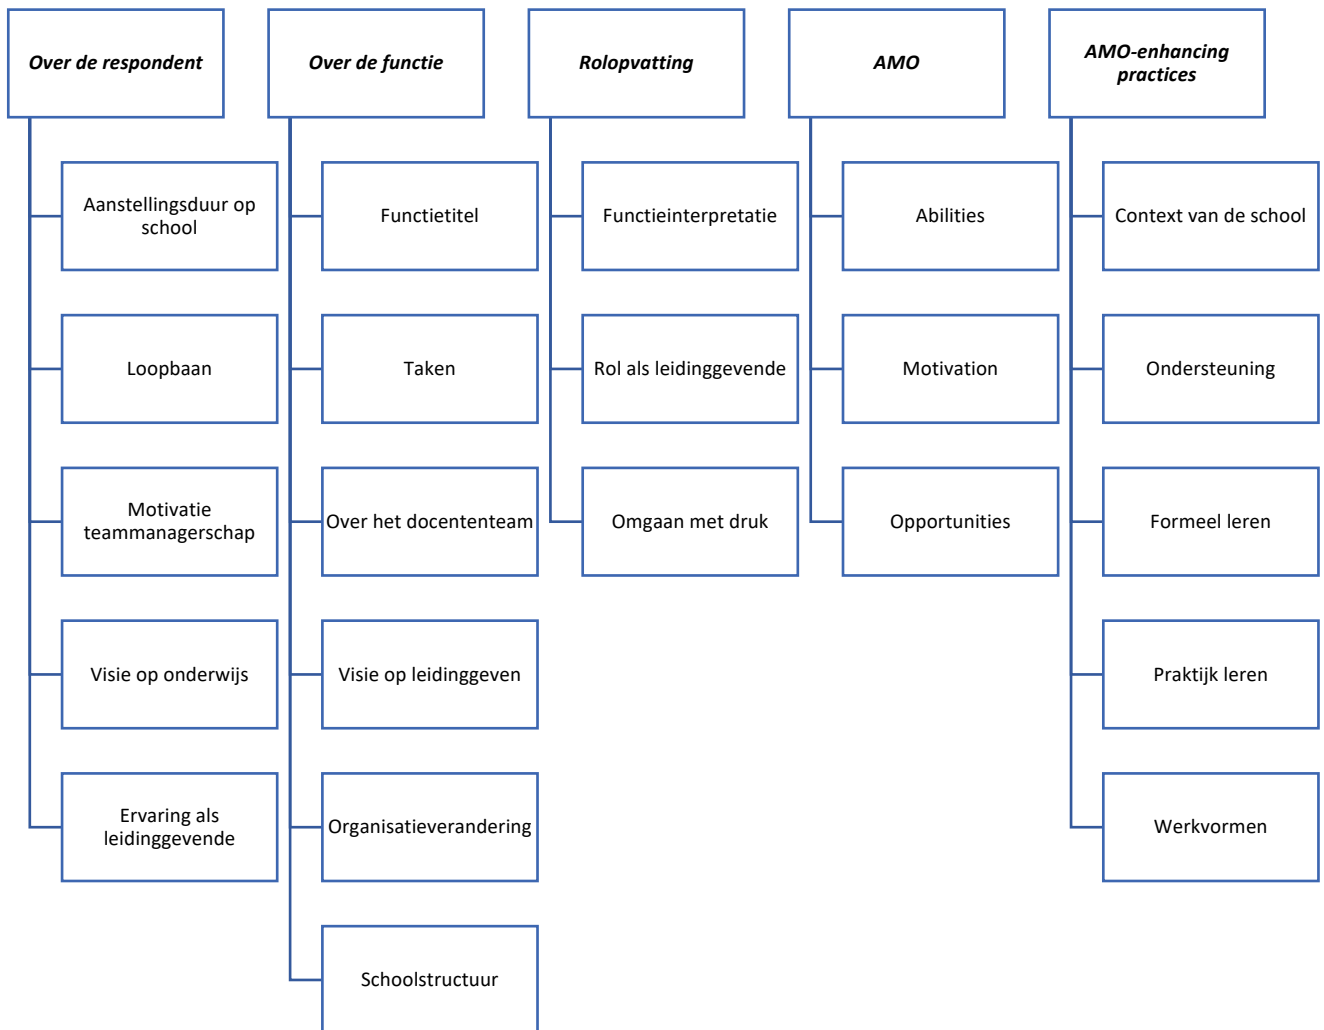 Over de respondent
Aanstellingsduur op
school
Loopbaan
Motivatie
teammanagerschap
Visie op onderwijs
Ervaring als
leidinggevende
Over de functie
Functietitel
Taken
Over het docententeam
Visie op leidinggeven
Organisatieverandering
Schoolstructuur
Rolopvatting
Functieinterpretatie
Rol als leidinggevende
Omgaan met druk
AMO
Abilities
Motivation
Opportunities
AMO-enhancing
practices
Context van de school
Ondersteuning
Formeel leren
Praktijk leren
Werkvormen